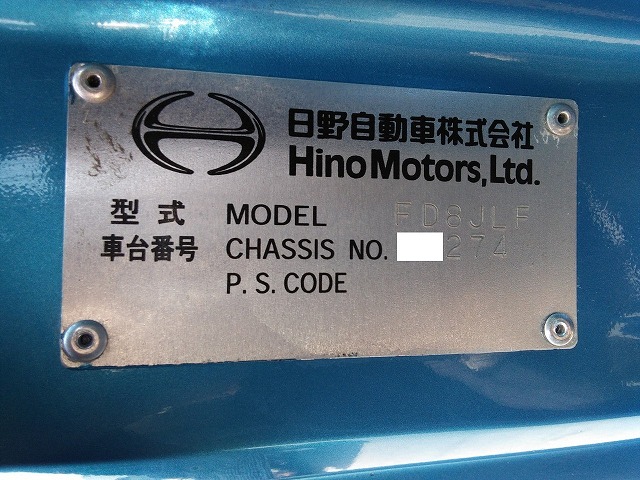 日野自動車株式会社
Hino Motors, Ltd.
型式 MODEL FD8JLF
車台番号 CHASSIS NO. 274
P. S. CODE